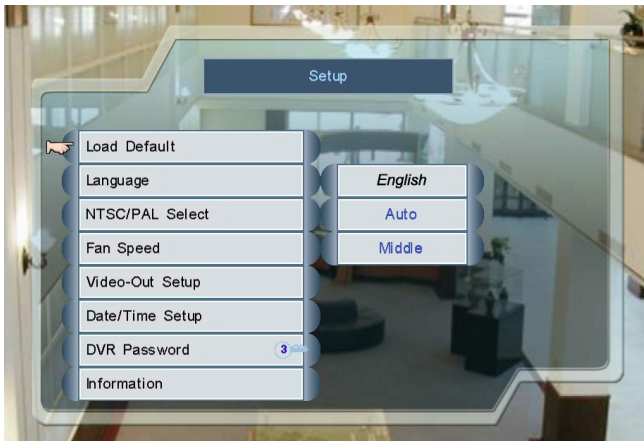 Setup
Load Default
Language English
NTSC/PAL Select Auto
Fan Speed Middle
Video-Out Setup
Date/Time Setup
DVR Password 3
Information